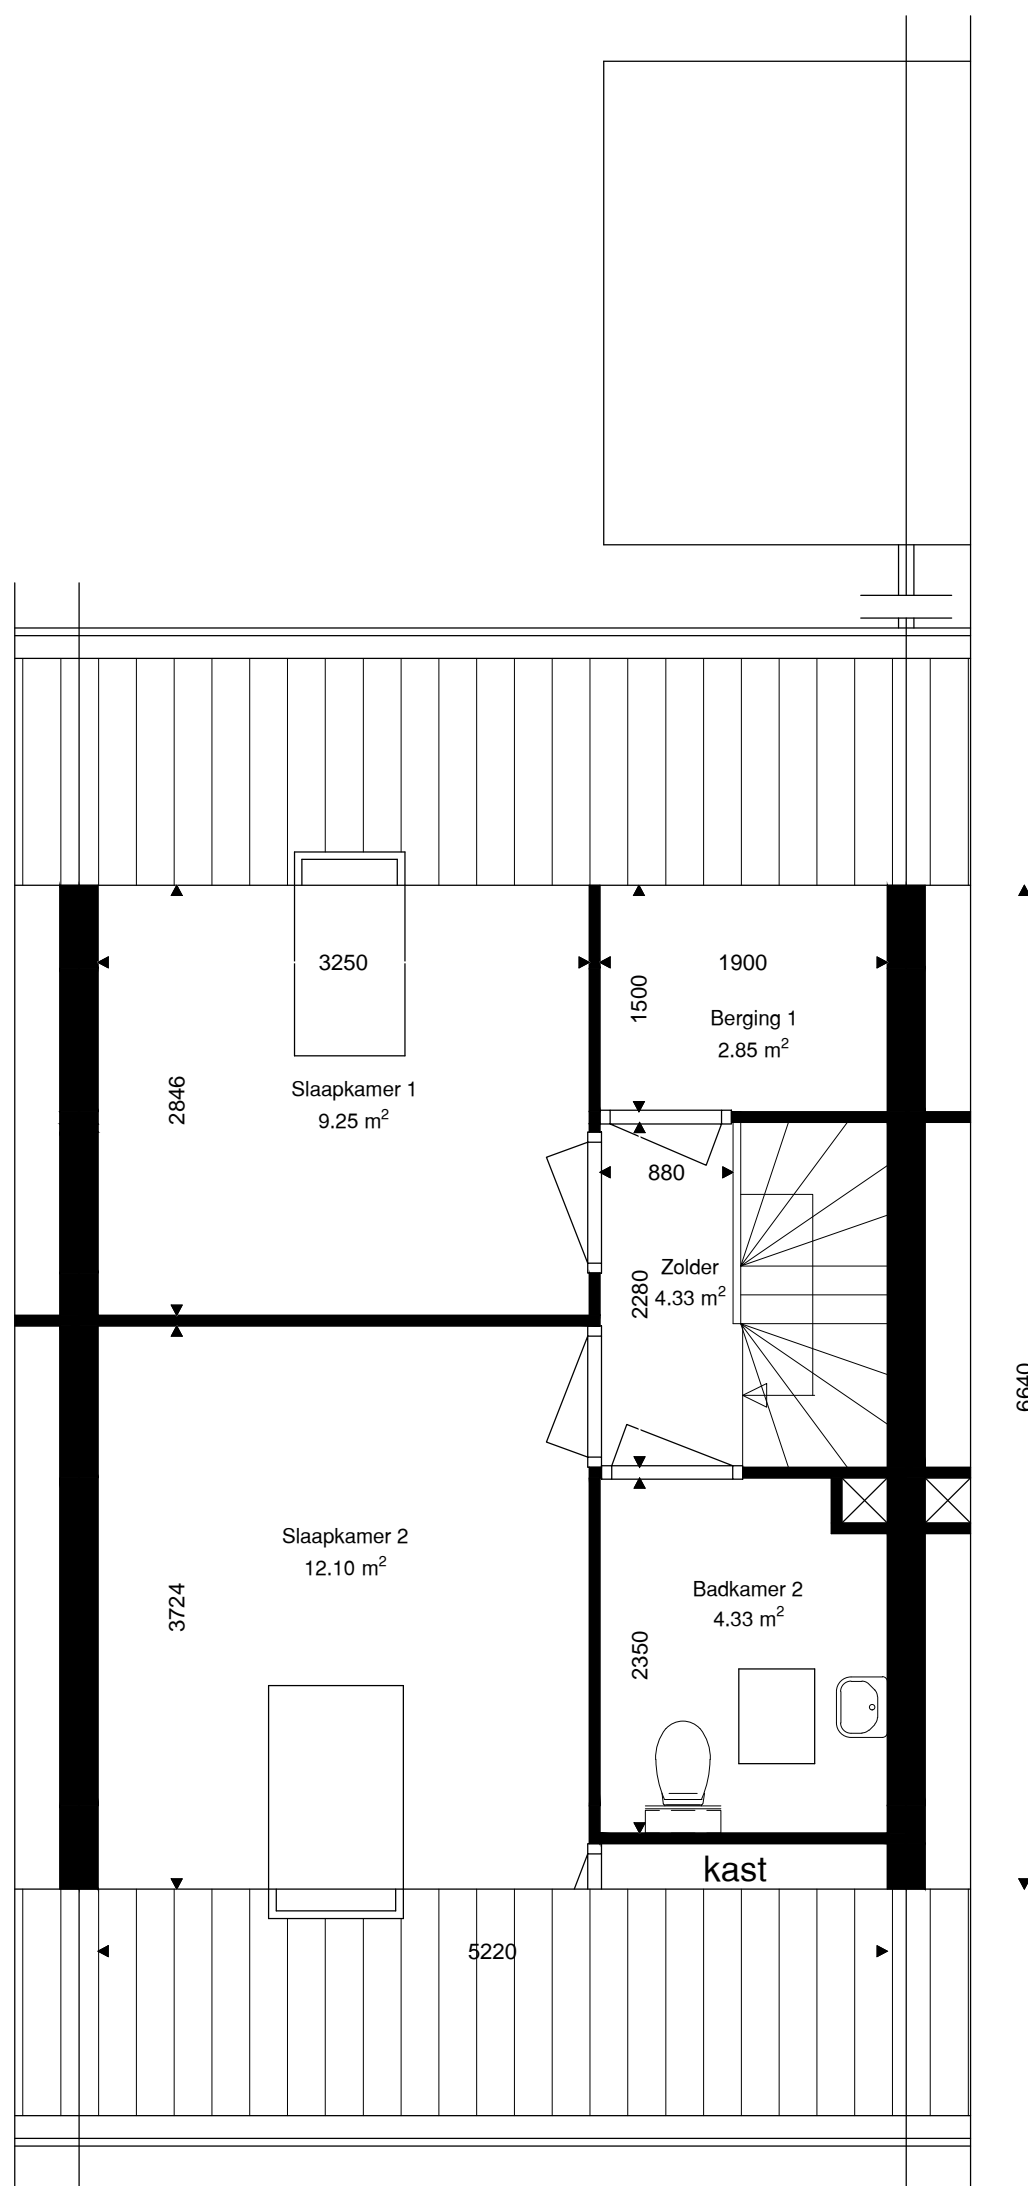 3250
1900
1500
Berging 1
2.85 m²
2846
Slaapkamer 1
9.25 m²
880
Zolder
4.33 m²
2280
6640
Slaapkamer 2
12.10 m²
3724
Badkamer 2
4.33 m²
2350
kast
5220